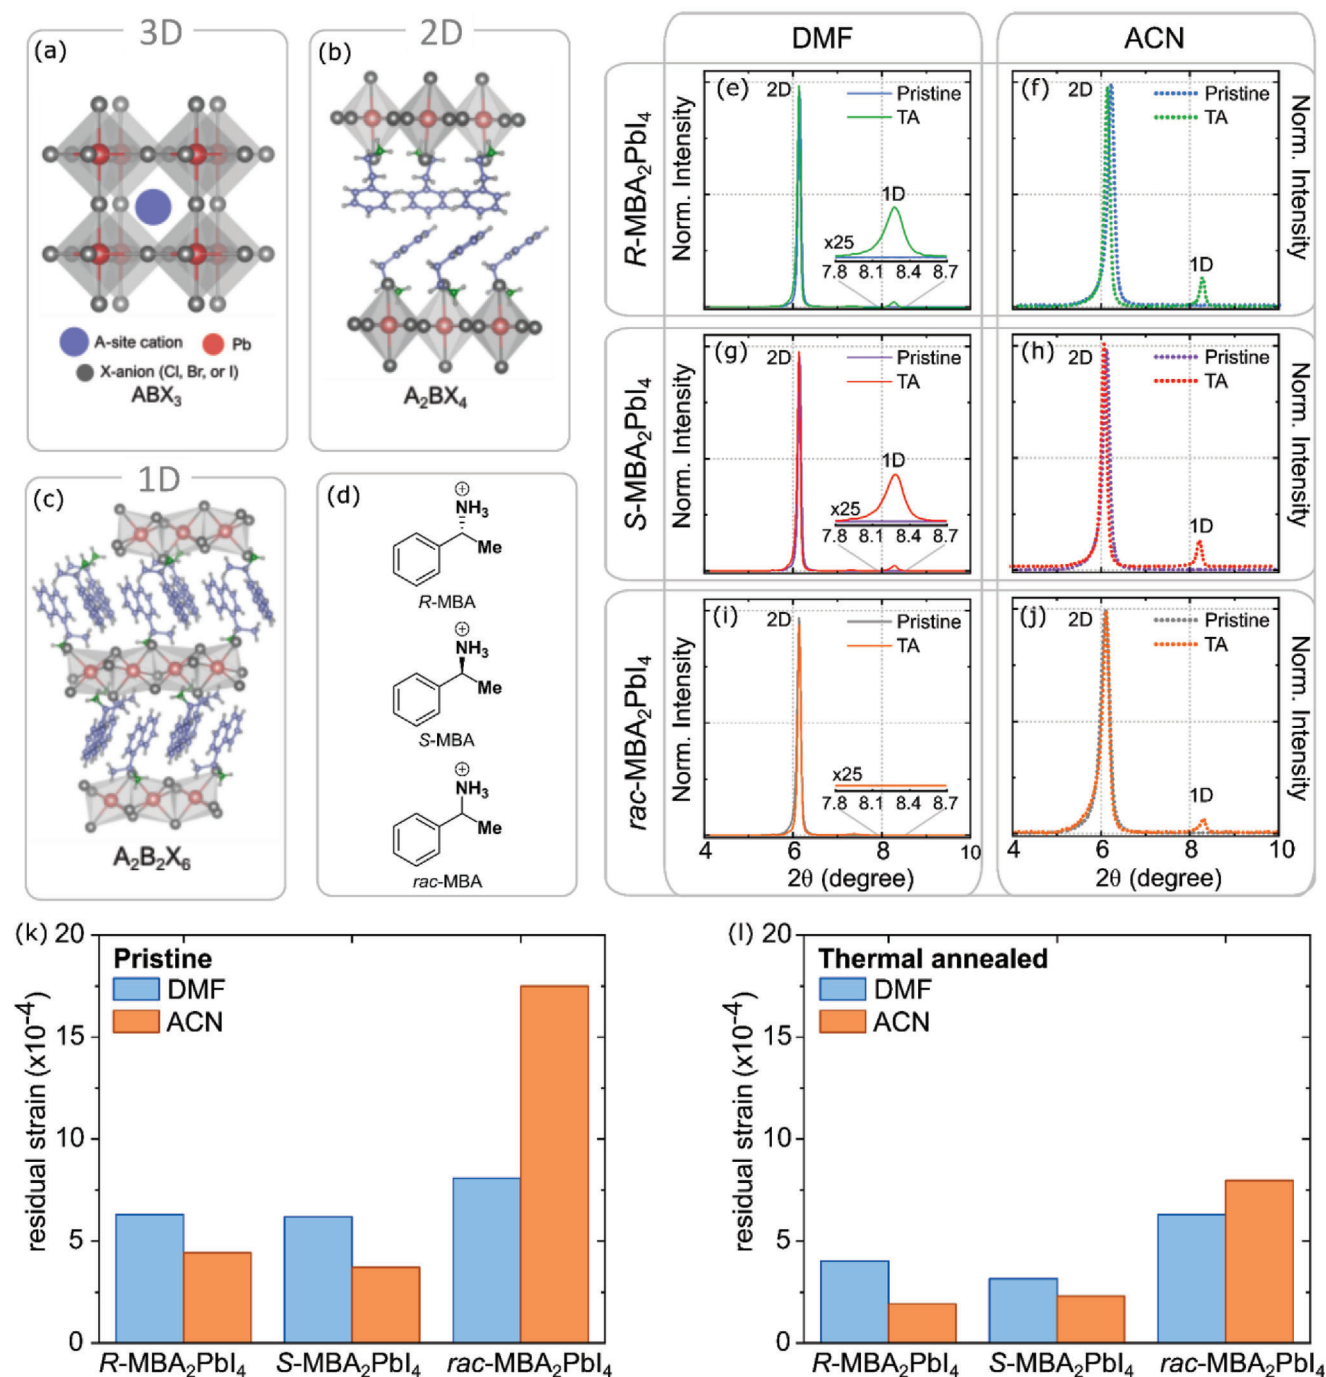 (a)
3D
A-site cation
Pb
X-anion (Cl, Br, or I)
ABX₃
(b)
2D
A₂BX₄
(c)
1D
A₂B₂X₆
(d)
⊕
NH₃
Me
R-MBA
⊕
NH₃
Me
S-MBA
⊕
NH₃
Me
rac-MBA
DMF
ACN
R-MBA₂PbI₄
Norm. Intensity
(e)
2D
Pristine
TA
1D
x25
7.8 8.1 8.4 8.7
(f)
2D
Pristine
TA
1D
Norm. Intensity
S-MBA₂PbI₄
Norm. Intensity
(g)
2D
Pristine
TA
1D
x25
7.8 8.1 8.4 8.7
(h)
2D
Pristine
TA
1D
Norm. Intensity
rac-MBA₂PbI₄
Norm. Intensity
(i)
2D
Pristine
TA
x25
7.8 8.1 8.4 8.7
4 6 8 10
2θ (degree)
(j)
2D
Pristine
TA
1D
Norm. Intensity
4 6 8 10
2θ (degree)
(k)
Pristine
DMF
ACN
residual strain (x10⁻⁴)
20
15
10
5
0
R-MBA₂PbI₄ S-MBA₂PbI₄ rac-MBA₂PbI₄
(l)
Thermal annealed
DMF
ACN
residual strain (x10⁻⁴)
20
15
10
5
0
R-MBA₂PbI₄ S-MBA₂PbI₄ rac-MBA₂PbI₄